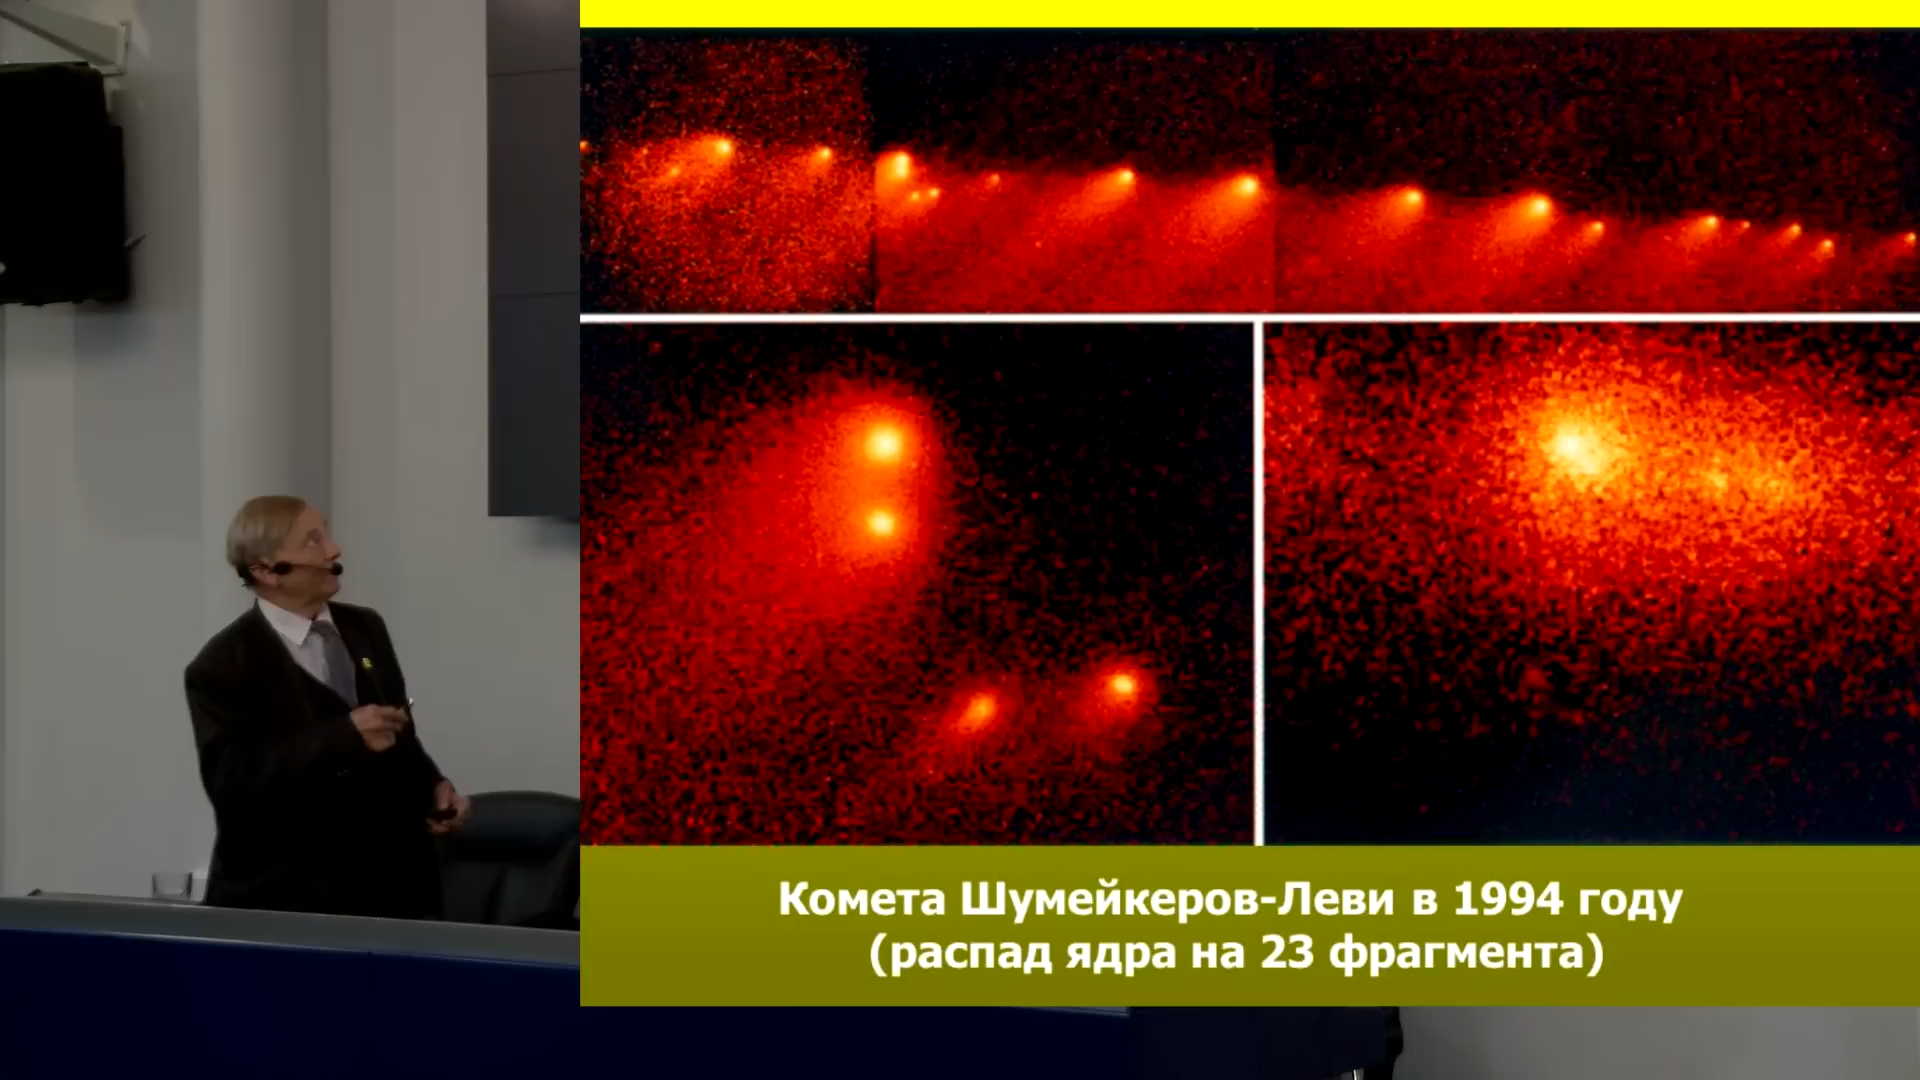 Комета Шумейкеров-Леви в 1994 году
(распад ядра на 23 фрагмента)